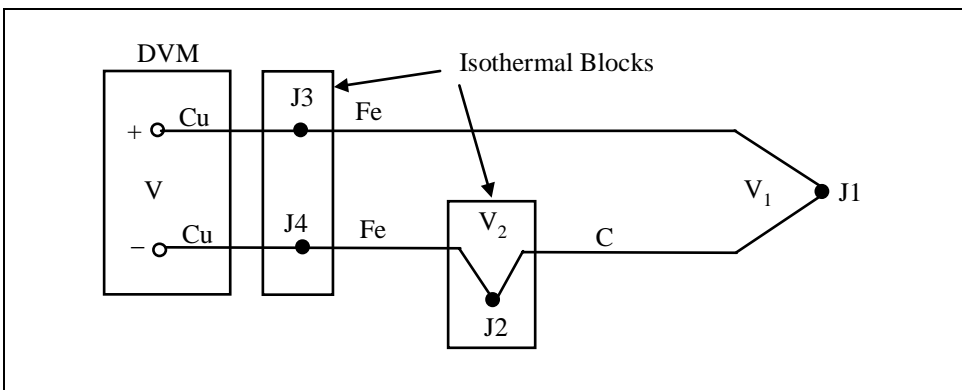 DVM
Isothermal Blocks
J3
Cu
Fe
+
V
V₁
J1
J4
V₂
Cu
Fe
C
−
J2